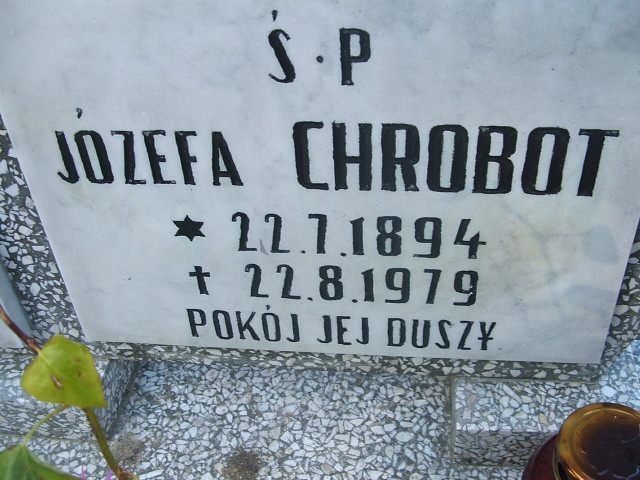 Ś.P
JÓZEFA CHROBOT
✶ 22.7.1894
✝ 22.8.1979
POKÓJ JEJ DUSZY